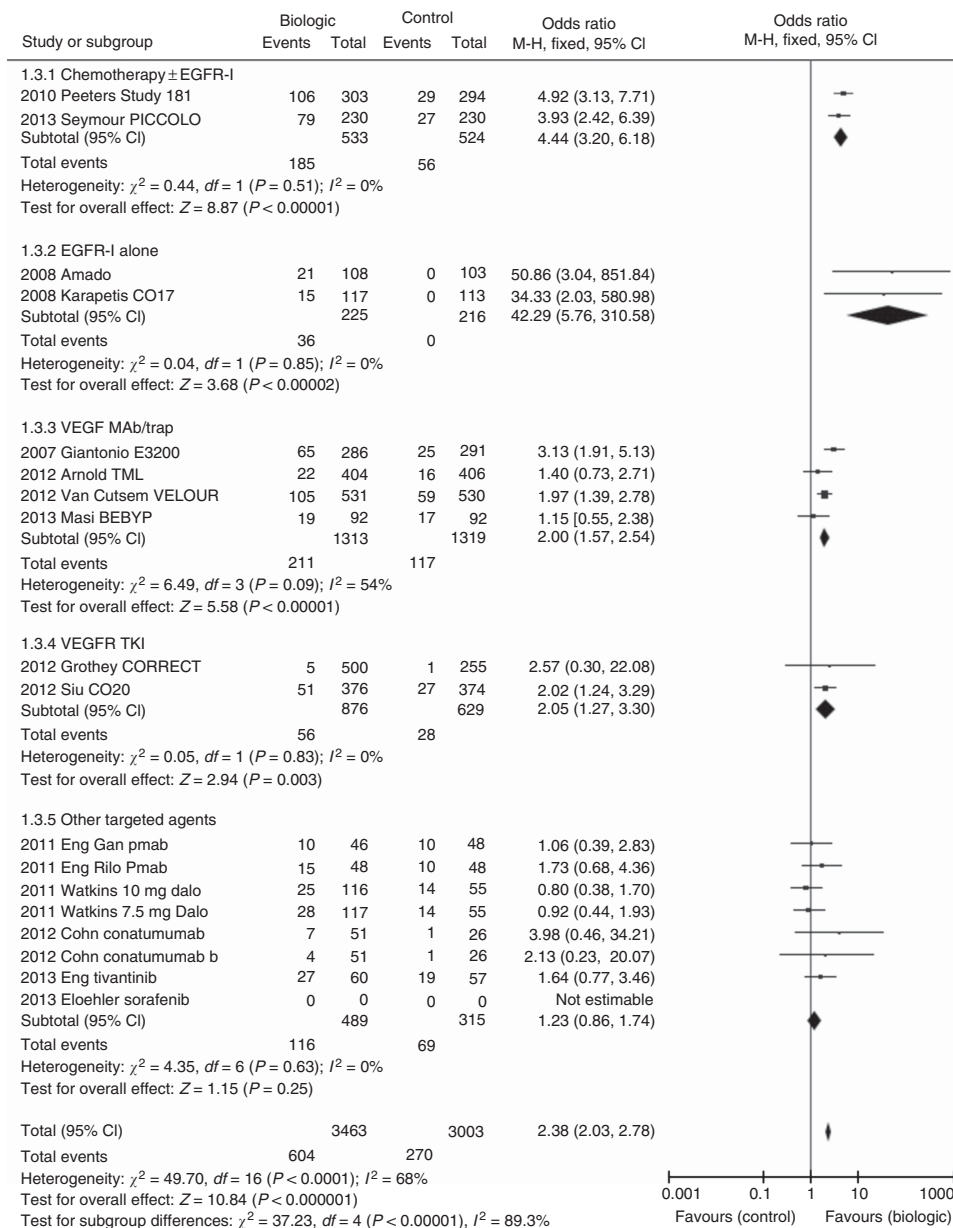 Biologic Control Odds ratio Odds ratio
Study or subgroup Events Total Events Total M-H, fixed, 95% CI M-H, fixed, 95% CI
1.3.1 Chemotherapy ± EGFR-I
2010 Peeters Study 181 106 303 29 294 4.92 (3.13, 7.71)
2013 Seymour PICCOLO 79 230 27 230 3.93 (2.42, 6.39)
Subtotal (95% CI) 533 524 4.44 (3.20, 6.18)
Total events 185 56
Heterogeneity: χ² = 0.44, df = 1 (P = 0.51); I² = 0%
Test for overall effect: Z = 8.87 (P < 0.00001)
1.3.2 EGFR-I alone
2008 Amado 21 108 0 103 50.86 (3.04, 851.84)
2008 Karapetis CO17 15 117 0 113 34.33 (2.03, 580.98)
Subtotal (95% CI) 225 216 42.29 (5.76, 310.58)
Total events 36 0
Heterogeneity: χ² = 0.04, df = 1 (P = 0.85); I² = 0%
Test for overall effect: Z = 3.68 (P < 0.00002)
1.3.3 VEGF MAb/trap
2007 Giantonio E3200 65 286 25 291 3.13 (1.91, 5.13)
2012 Arnold TML 22 404 16 406 1.40 (0.73, 2.71)
2012 Van Cutsem VELOUR 105 531 59 530 1.97 (1.39, 2.78)
2013 Masi BEBYP 19 92 17 92 1.15 [0.55, 2.38)
Subtotal (95% CI) 1313 1319 2.00 (1.57, 2.54)
Total events 211 117
Heterogeneity: χ² = 6.49, df = 3 (P = 0.09); I² = 54%
Test for overall effect: Z = 5.58 (P < 0.00001)
1.3.4 VEGFR TKI
2012 Grothey CORRECT 5 500 1 255 2.57 (0.30, 22.08)
2012 Siu CO20 51 376 27 374 2.02 (1.24, 3.29)
Subtotal (95% CI) 876 629 2.05 (1.27, 3.30)
Total events 56 28
Heterogeneity: χ² = 0.05, df = 1 (P = 0.83); I² = 0%
Test for overall effect: Z = 2.94 (P = 0.003)
1.3.5 Other targeted agents
2011 Eng Gan pmab 10 46 10 48 1.06 (0.39, 2.83)
2011 Eng Rilo Pmab 15 48 10 48 1.73 (0.68, 4.36)
2011 Watkins 10 mg dalo 25 116 14 55 0.80 (0.38, 1.70)
2011 Watkins 7.5 mg Dalo 28 117 14 55 0.92 (0.44, 1.93)
2012 Cohn conatumumab 7 51 1 26 3.98 (0.46, 34.21)
2012 Cohn conatumumab b 4 51 1 26 2.13 (0.23, 20.07)
2013 Eng tivantinib 27 60 19 57 1.64 (0.77, 3.46)
2013 Eloehler sorafenib 0 0 0 0 Not estimable
Subtotal (95% CI) 489 315 1.23 (0.86, 1.74)
Total events 116 69
Heterogeneity: χ² = 4.35, df = 6 (P = 0.63); I² = 0%
Test for overall effect: Z = 1.15 (P = 0.25)
Total (95% CI) 3463 3003 2.38 (2.03, 2.78)
Total events 604 270
Heterogeneity: χ² = 49.70, df = 16 (P < 0.0001); I² = 68%
Test for overall effect: Z = 10.84 (P < 0.000001)
Test for subgroup differences: χ² = 37.23, df = 4 (P < 0.00001), I² = 89.3%
0.001 0.1 1 10 1000
Favours (control) Favours (biologic)